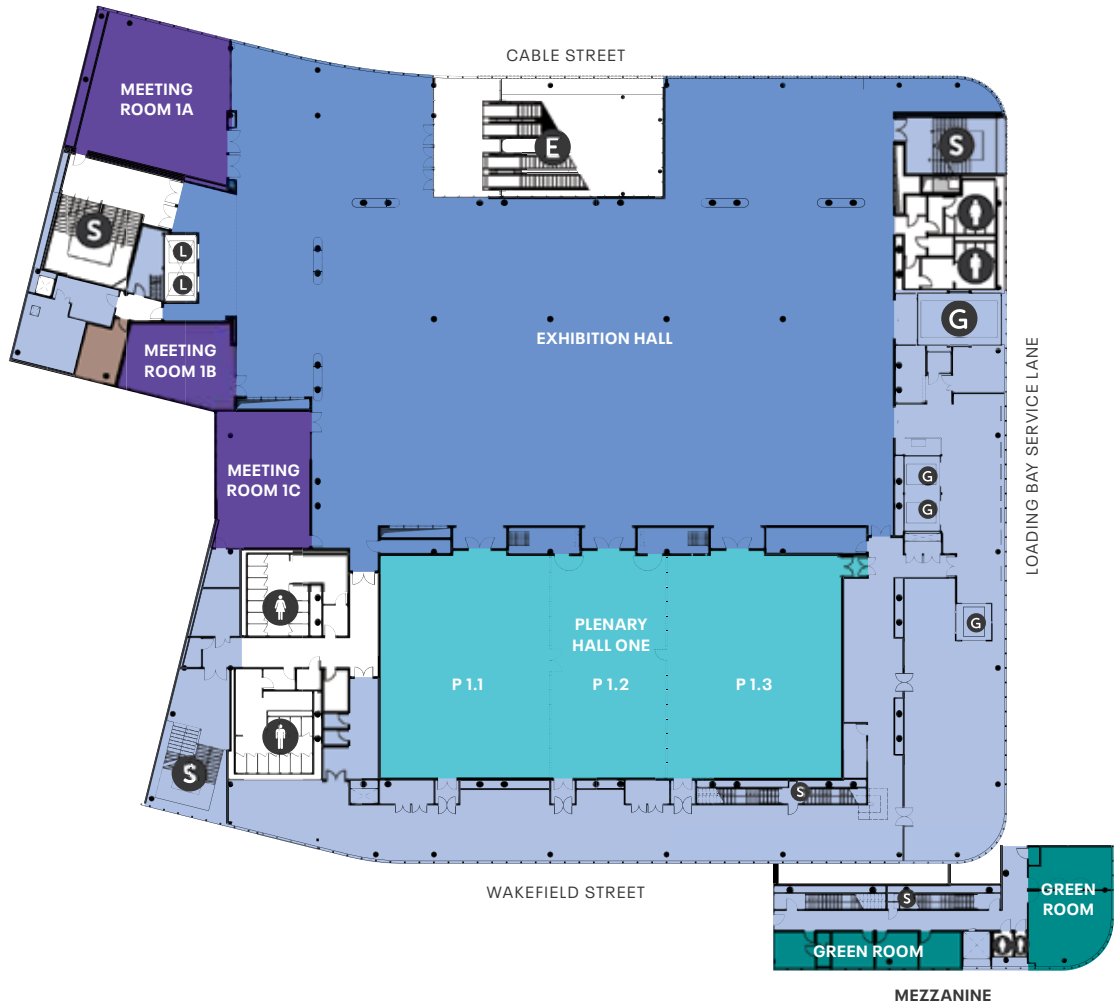 CABLE STREET
MEETING
ROOM 1A
E
S
S
L
L
G
EXHIBITION HALL
MEETING
ROOM 1B
LOADING BAY SERVICE LANE
MEETING
ROOM 1C
G
G
G
PLENARY
HALL ONE
P 1.1
P 1.2
P 1.3
S
S
WAKEFIELD STREET
S
GREEN
ROOM
GREEN ROOM
MEZZANINE